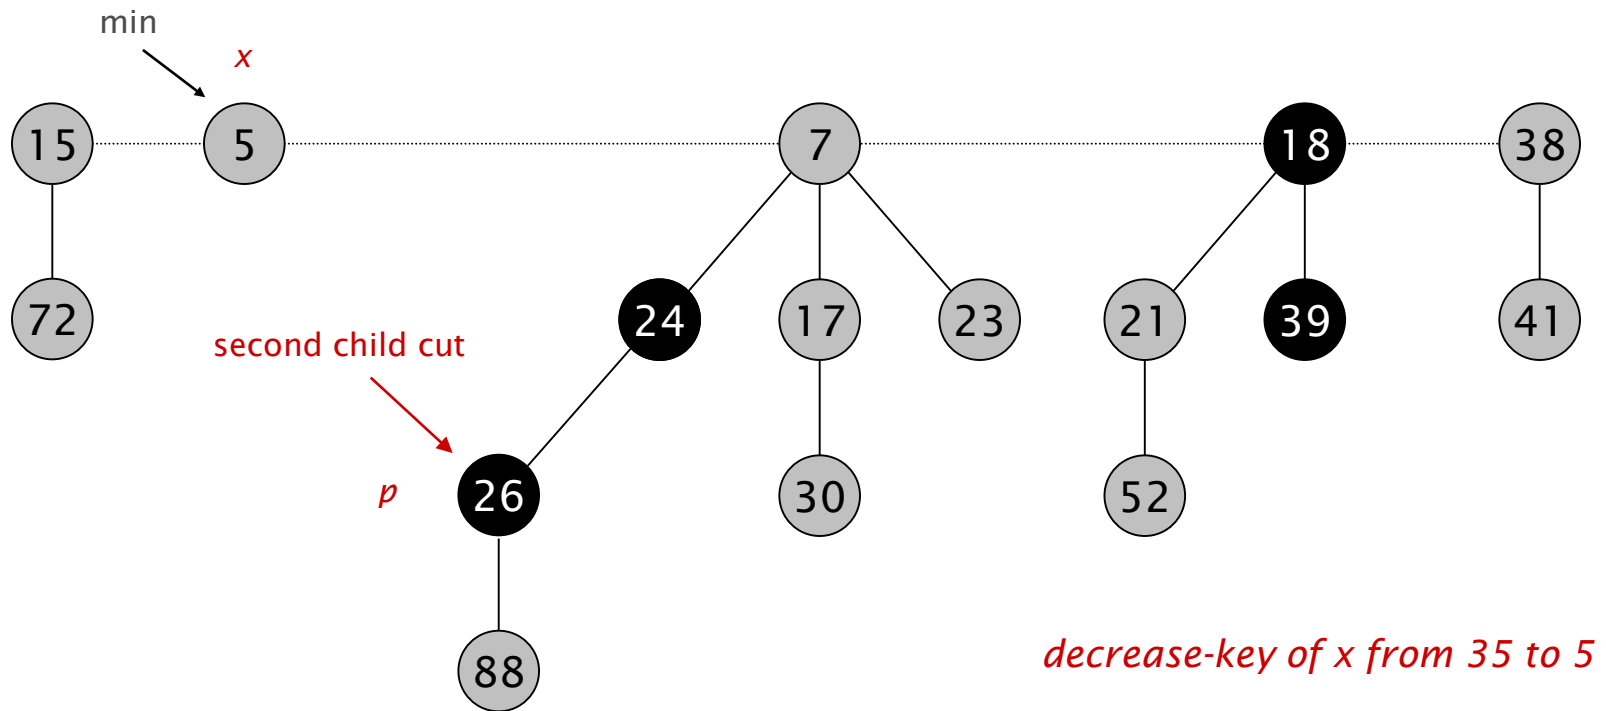 min
x
15 5 7 18 38
72 24 17 23 21 39 41
second child cut
p 26 30 52
88
decrease-key of x from 35 to 5